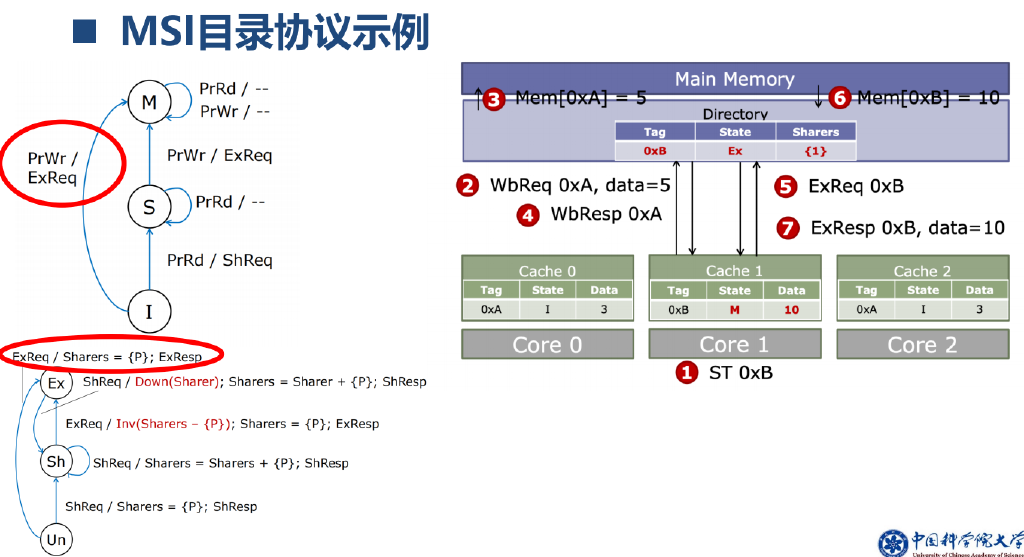 ■ MSI目录协议示例
M
PrRd / --
PrWr / --
PrWr /
ExReq
PrWr / ExReq
S
PrRd / --
PrRd / ShReq
I
ExReq / Sharers = {P}; ExResp
Ex
ShReq / Down(Sharer); Sharers = Sharer + {P}; ShResp
ExReq / Inv(Sharers – {P}); Sharers = {P}; ExResp
Sh
ShReq / Sharers = Sharers + {P}; ShResp
ShReq / Sharers = {P}; ShResp
Un
Main Memory
3 Mem[0xA] = 5
6 Mem[0xB] = 10
Directory
Tag State Sharers
0xB Ex {1}
2 WbReq 0xA, data=5
5 ExReq 0xB
4 WbResp 0xA
7 ExResp 0xB, data=10
Cache 0
Tag State Data
0xA I 3
Core 0
Cache 1
Tag State Data
0xB M 10
Core 1
Cache 2
Tag State Data
0xA I 3
Core 2
1 ST 0xB
中国科学院大学
University of Chinese Academy of Sciences